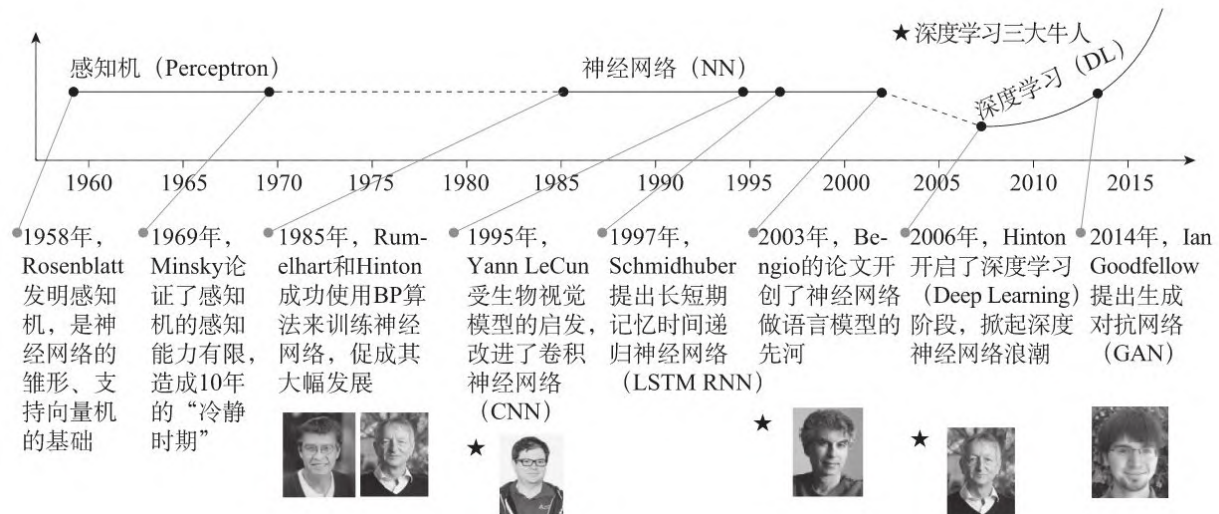 ★深度学习三大牛人
感知机（Perceptron）
神经网络（NN）
深度学习（DL）
1960 1965 1970 1975 1980 1985 1990 1995 2000 2005 2010 2015
1958年，
Rosenblatt
发明感知
机，是神
经网络的
雏形、支
持向量机
的基础
1969年，
Minsky论
证了感知
机的感知
能力有限，
造成10年
的“冷静
时期”
1985年，Rum-
elhart和Hinton
成功使用BP算
法来训练神经
网络，促成其
大幅发展
1995年，
Yann LeCun
受生物视觉
模型的启发，
改进了卷积
神经网络
（CNN）
★
1997年，
Schmidhuber
提出长短期
记忆时间递
归神经网络
（LSTM RNN）
2003年，Be-
ngio的论文开
创了神经网络
做语言模型的
先河
★
2006年，Hinton
开启了深度学习
（Deep Learning）
阶段，掀起深度
神经网络浪潮
★
2014年，Ian
Goodfellow
提出生成
对抗网络
（GAN）